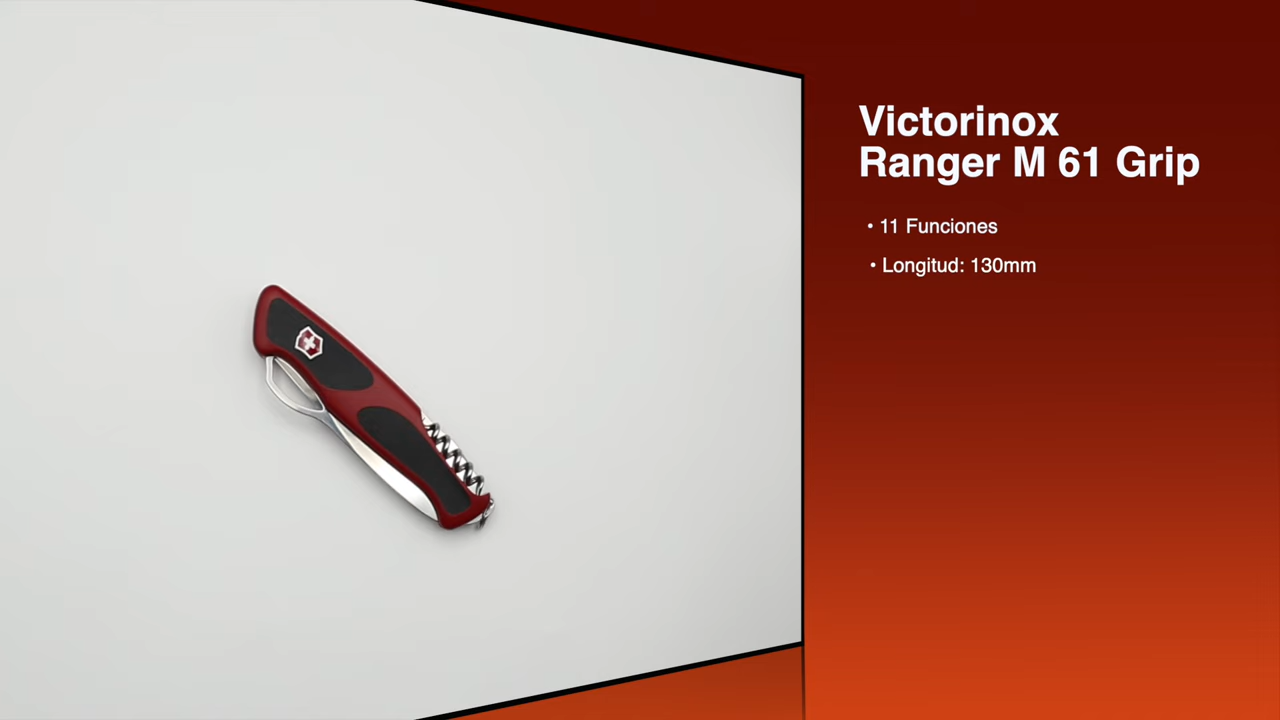 Victorinox
Ranger M 61 Grip
• 11 Funciones
• Longitud: 130mm